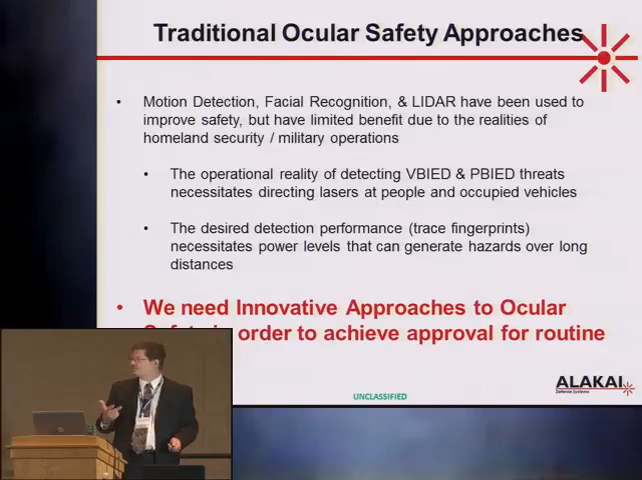 Traditional Ocular Safety Approaches
• Motion Detection, Facial Recognition, & LIDAR have been used to
improve safety, but have limited benefit due to the realities of
homeland security / military operations
• The operational reality of detecting VBIED & PBIED threats
necessitates directing lasers at people and occupied vehicles
• The desired detection performance (trace fingerprints)
necessitates power levels that can generate hazards over long
distances
• We need Innovative Approaches to Ocular
order to achieve approval for routine
UNCLASSIFIED
ALAKAI
Defense Systems